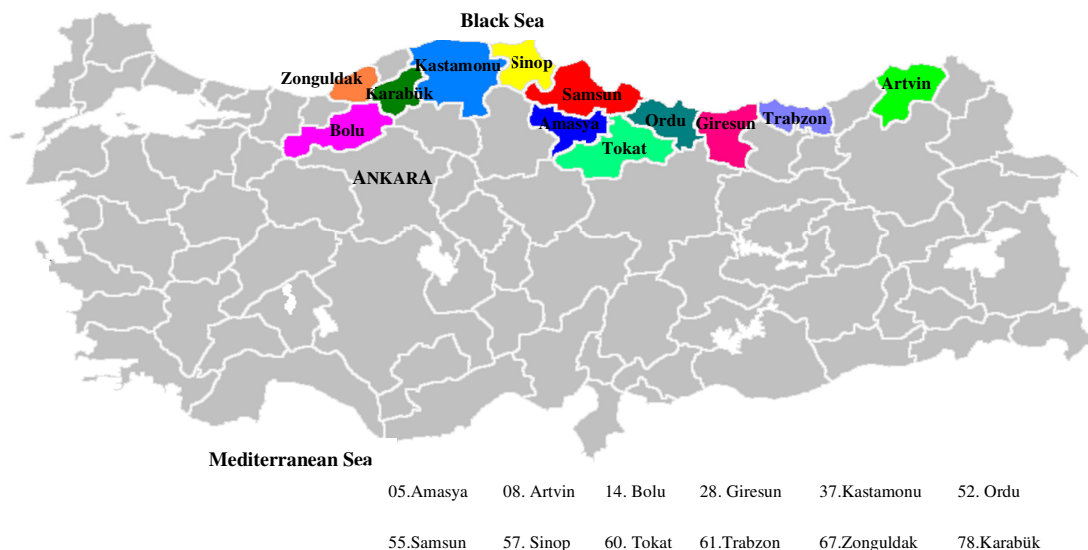 Black Sea
Sinop
Kastamonu
Zonguldak
Karabük
Samsun
Artvin
Bolu
Amasya
Ordu
Giresun
Trabzon
Tokat
ANKARA
Mediterranean Sea
05.Amasya 08. Artvin 14. Bolu 28. Giresun 37.Kastamonu 52. Ordu
55.Samsun 57. Sinop 60. Tokat 61.Trabzon 67.Zonguldak 78.Karabük